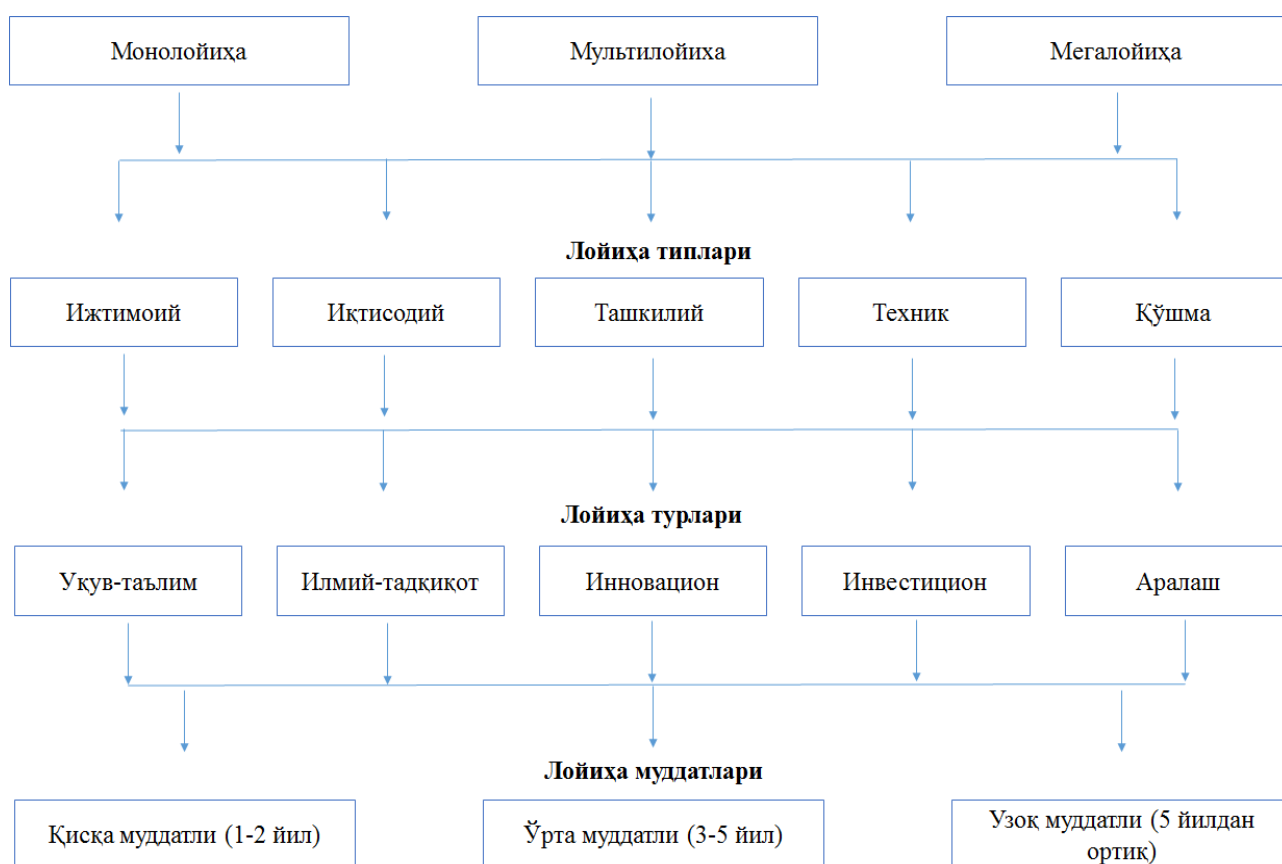 Монолойиҳа
Мультилойиха
Мегалойиҳа
Лойиҳа типлари
Ижтимоий
Иқтисодий
Ташкилий
Техник
Қўшма
Лойиҳа турлари
Уқув-таълим
Илмий-тадқиқот
Инновацион
Инвестицион
Аралаш
Лойиҳа муддатлари
Қисқа муддатли (1-2 йил)
Ўрта муддатли (3-5 йил)
Узоқ муддатли (5 йилдан
ортиқ)